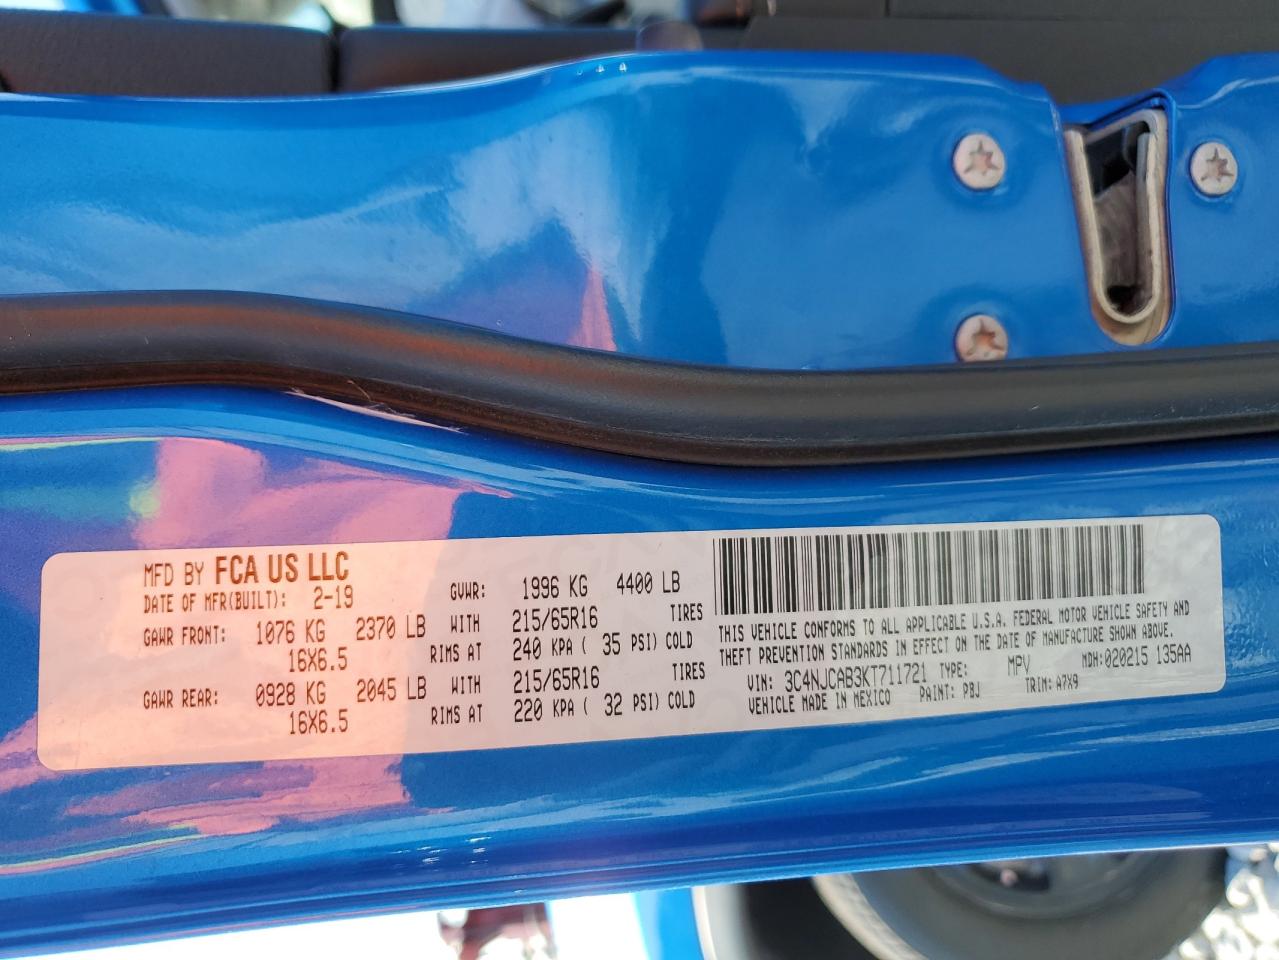 MFD BY FCA US LLC
DATE OF MFR(BUILT): 2-19 GVWR: 1996 KG 4400 LB
GAWR FRONT: 1076 KG 2370 LB WITH 215/65R16 TIRES
16X6.5 RIMS AT 240 KPA ( 35 PSI) COLD
GAWR REAR: 0928 KG 2045 LB WITH 215/65R16 TIRES
16X6.5 RIMS AT 220 KPA ( 32 PSI) COLD
THIS VEHICLE CONFORMS TO ALL APPLICABLE U.S.A. FEDERAL MOTOR VEHICLE SAFETY AND
THEFT PREVENTION STANDARDS IN EFFECT ON THE DATE OF MANUFACTURE SHOWN ABOVE.
VIN: 3C4NJCAB3KT711721 TYPE: MPV MDH:020215 135AA
VEHICLE MADE IN MEXICO PAINT: PBJ TRIM: A7X9